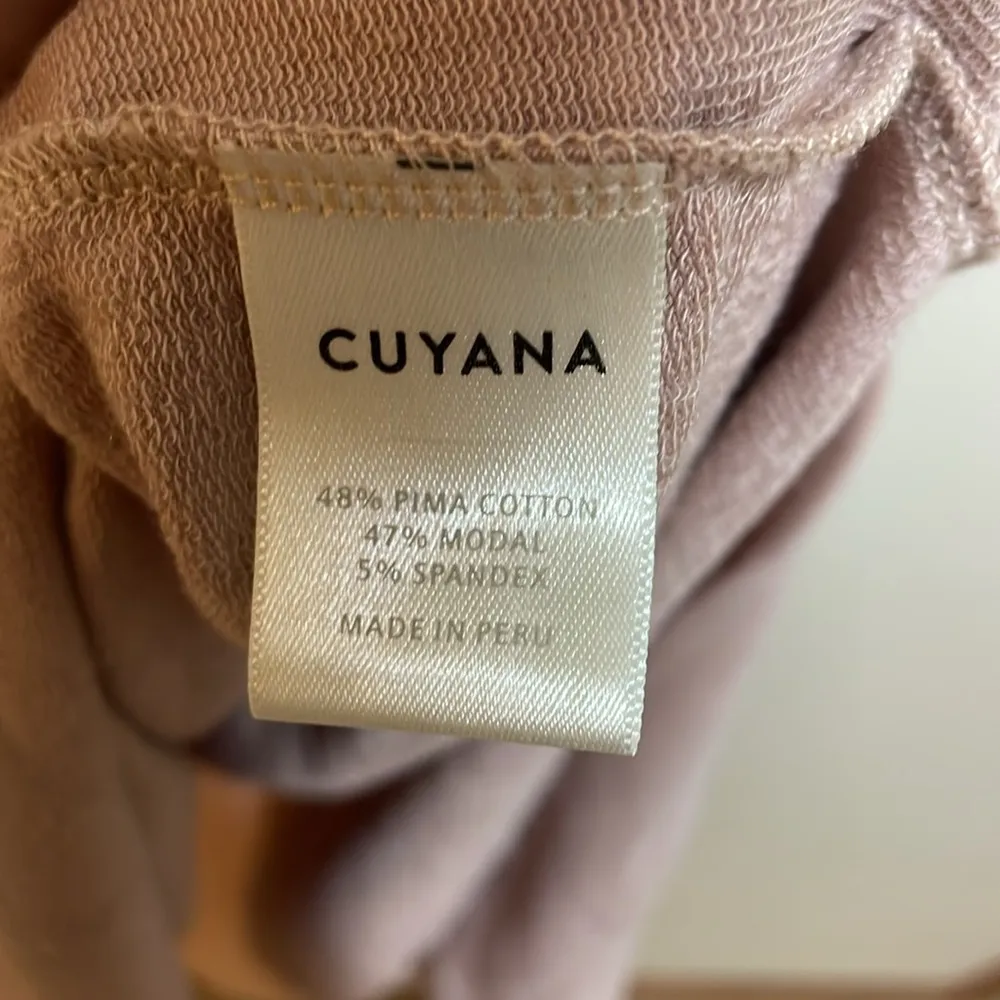 CUYANA
48% PIMA COTTON
47% MODAL
5% SPANDEX
MADE IN PERU